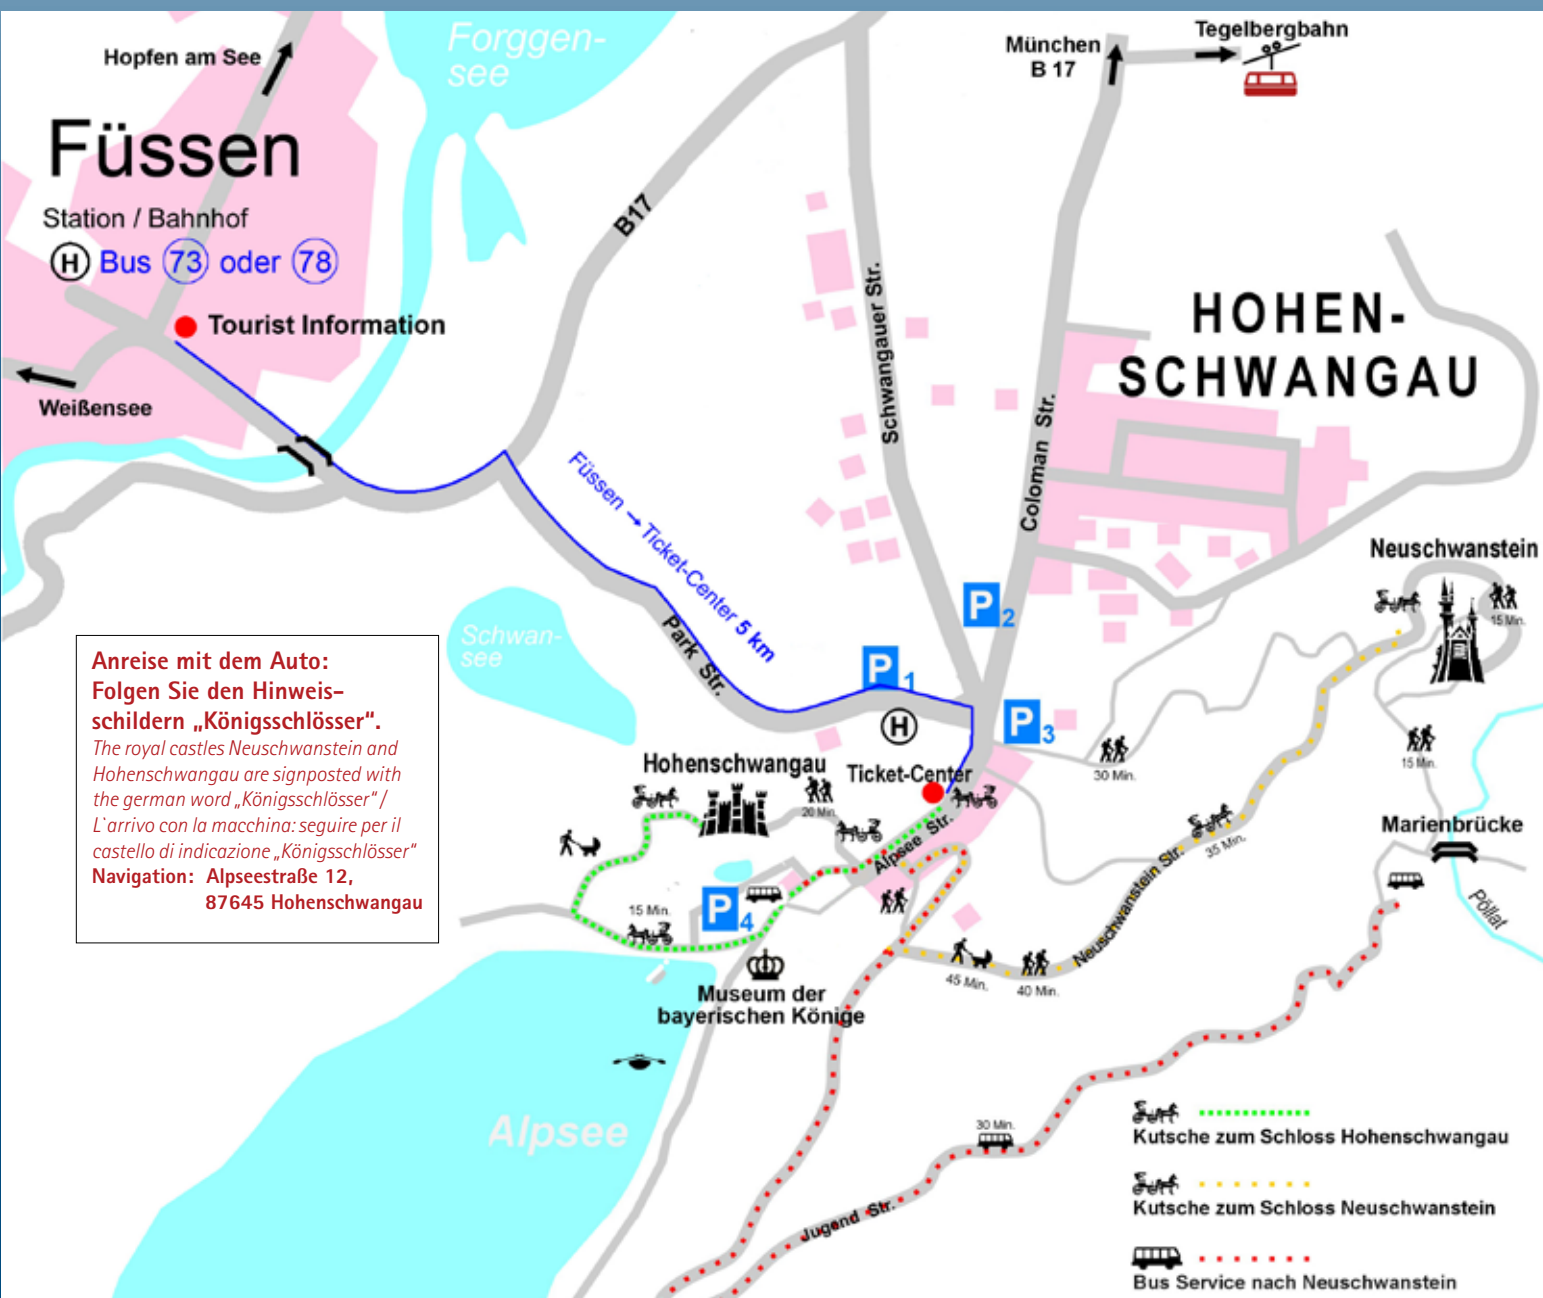 Hopfen am See
Forggen-
see
München
B 17
Tegelbergbahn
Füssen
Station / Bahnhof
H Bus 73 oder 78
Tourist Information
Weißensee
B17
Schwangauer Str.
Coloman Str.
HOHEN-
SCHWANGAU
Füssen → Ticket-Center 5 km
Park Str.
Schwan-
see
P 1
P 2
P 3
H
Neuschwanstein
15 Min.
Anreise mit dem Auto:
Folgen Sie den Hinweis-
schildern „Königsschlösser“.
The royal castles Neuschwanstein and
Hohenschwangau are signposted with
the german word „Königsschlösser“ /
L`arrivo con la macchina: seguire per il
castello di indicazione „Königsschlösser“
Navigation: Alpseestraße 12,
87645 Hohenschwangau
Hohenschwangau
20 Min.
Ticket-Center
30 Min.
15 Min.
Marienbrücke
Pöllat
Alpsee Str.
35 Min.
Neuschwanstein Str.
15 Min.
P 4
45 Min.
40 Min.
Museum der
bayerischen Könige
Alpsee
30 Min.
Jugend Str.
Kutsche zum Schloss Hohenschwangau
Kutsche zum Schloss Neuschwanstein
Bus Service nach Neuschwanstein